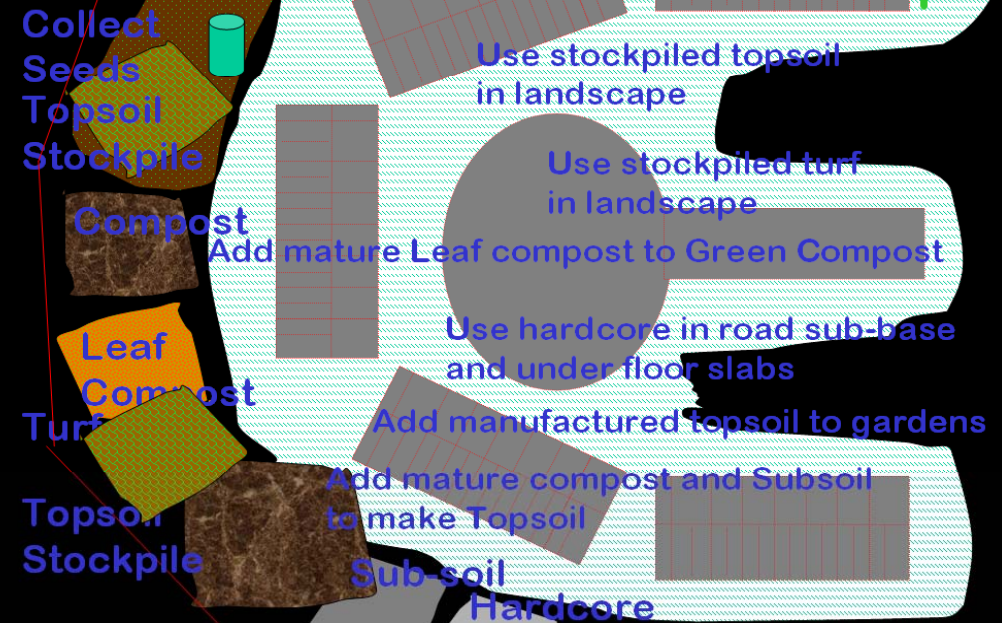 Collect
Seeds
Topsoil
Stockpile
Compost
Leaf
Compost
Turf
Topsoil
Stockpile
Use stockpiled topsoil
in landscape
Use stockpiled turf
in landscape
Add mature Leaf compost to Green Compost
Use hardcore in road sub-base
and under floor slabs
Add manufactured topsoil to gardens
Add mature compost and Subsoil
to make Topsoil
Sub-soil
Hardcore